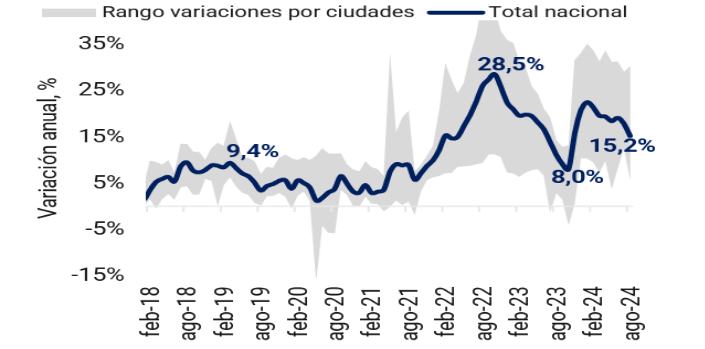 Rango variaciones por ciudades
Total nacional
Variación anual, %
35%
25%
15%
5%
-5%
-15%
9,4%
28,5%
8,0%
15,2%
feb-18
ago-18
feb-19
ago-19
feb-20
ago-20
feb-21
ago-21
feb-22
ago-22
feb-23
ago-23
feb-24
ago-24